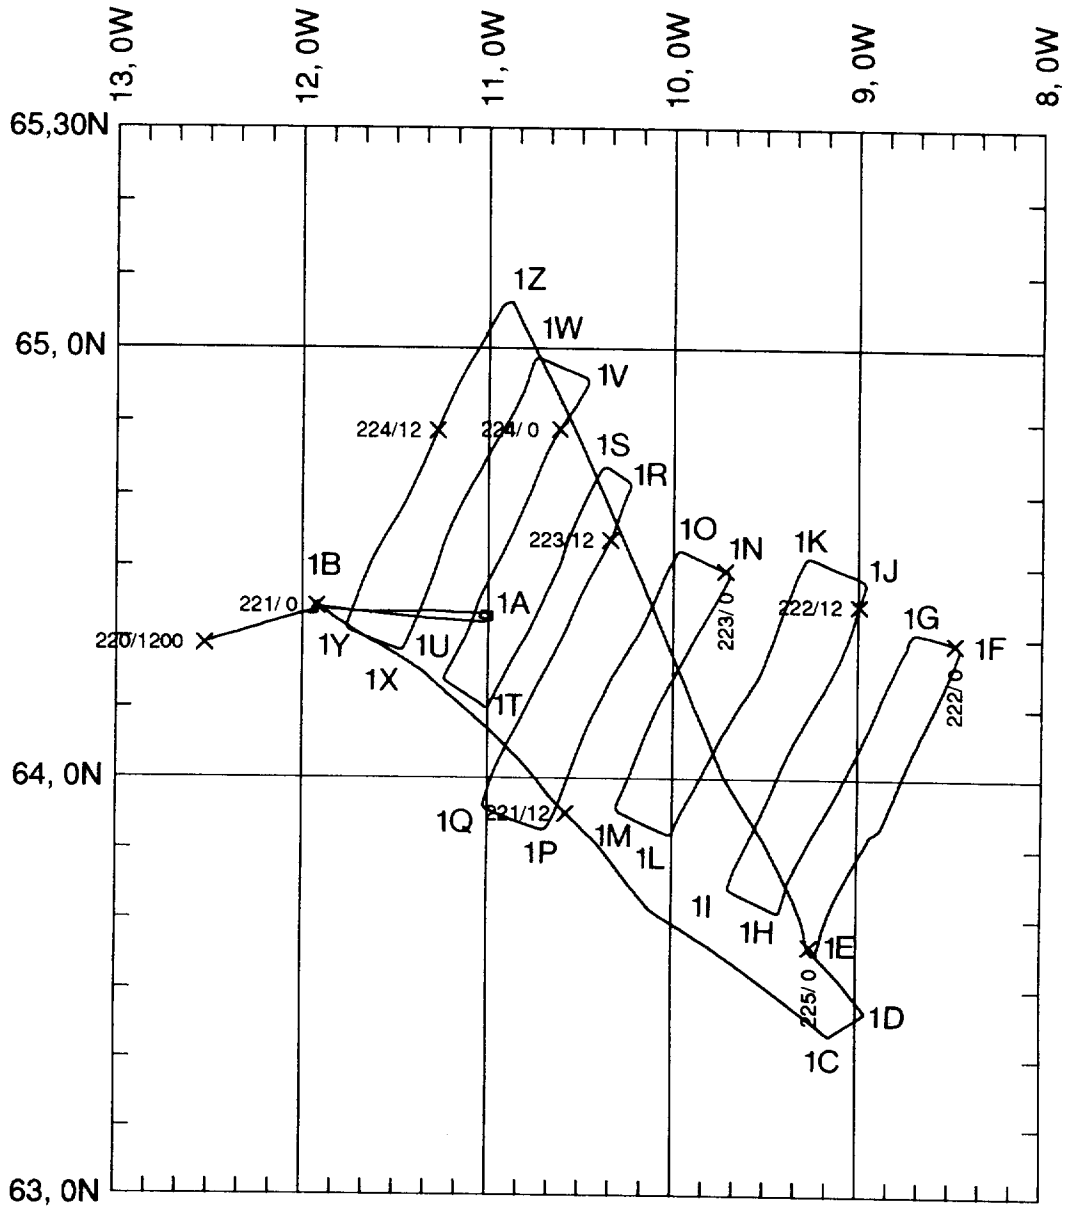 13, 0W
12, 0W
11, 0W
10, 0W
9, 0W
8, 0W
65,30N
1Z
65, 0N
1W
1V
224/12
224/ 0
1S
1R
223/12
1O
1N
1K
1J
1B
221/ 0
1A
223/ 0
222/12
1G
1F
220/1200
1Y
1U
1X
1T
222/ 0
64, 0N
1Q
221/12
1P
1M
1L
1I
1H
1E
225/ 0
1D
1C
63, 0N